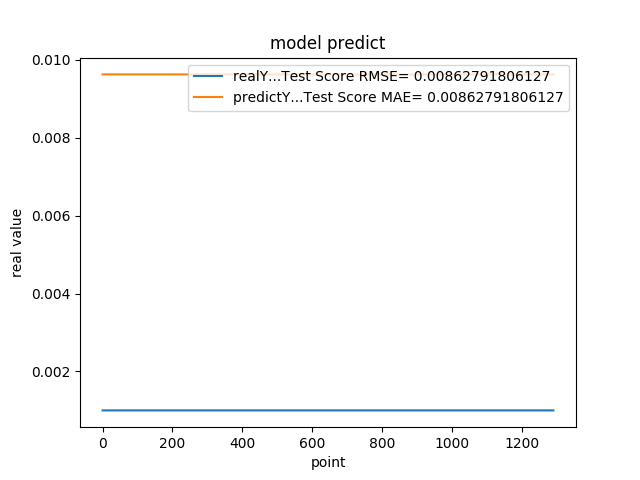 model predict
0.010
0.008
0.006
0.004
0.002
real value
realY...Test Score RMSE= 0.00862791806127
predictY...Test Score MAE= 0.00862791806127
0 200 400 600 800 1000 1200
point